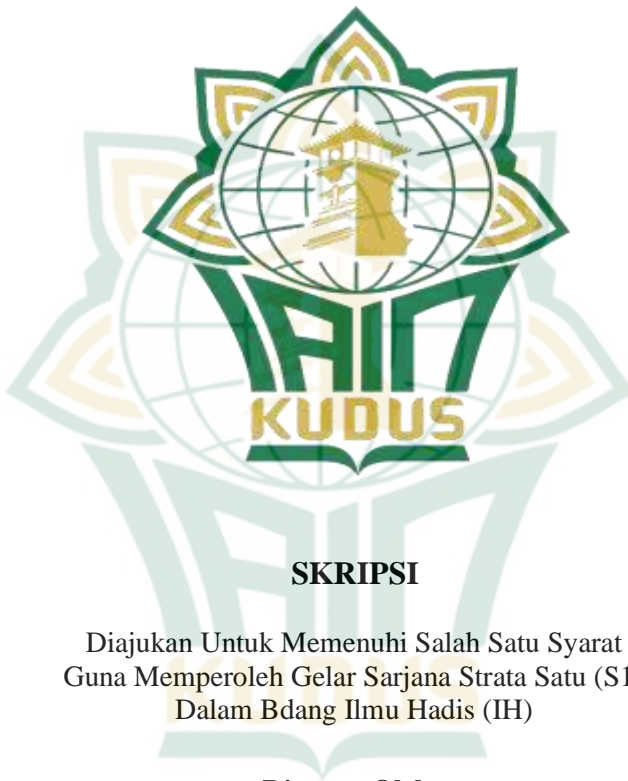 IAIN
KUDUS
SKRIPSI
Diajukan Untuk Memenuhi Salah Satu Syarat
Guna Memperoleh Gelar Sarjana Strata Satu (S1
Dalam Bdang Ilmu Hadis (IH)